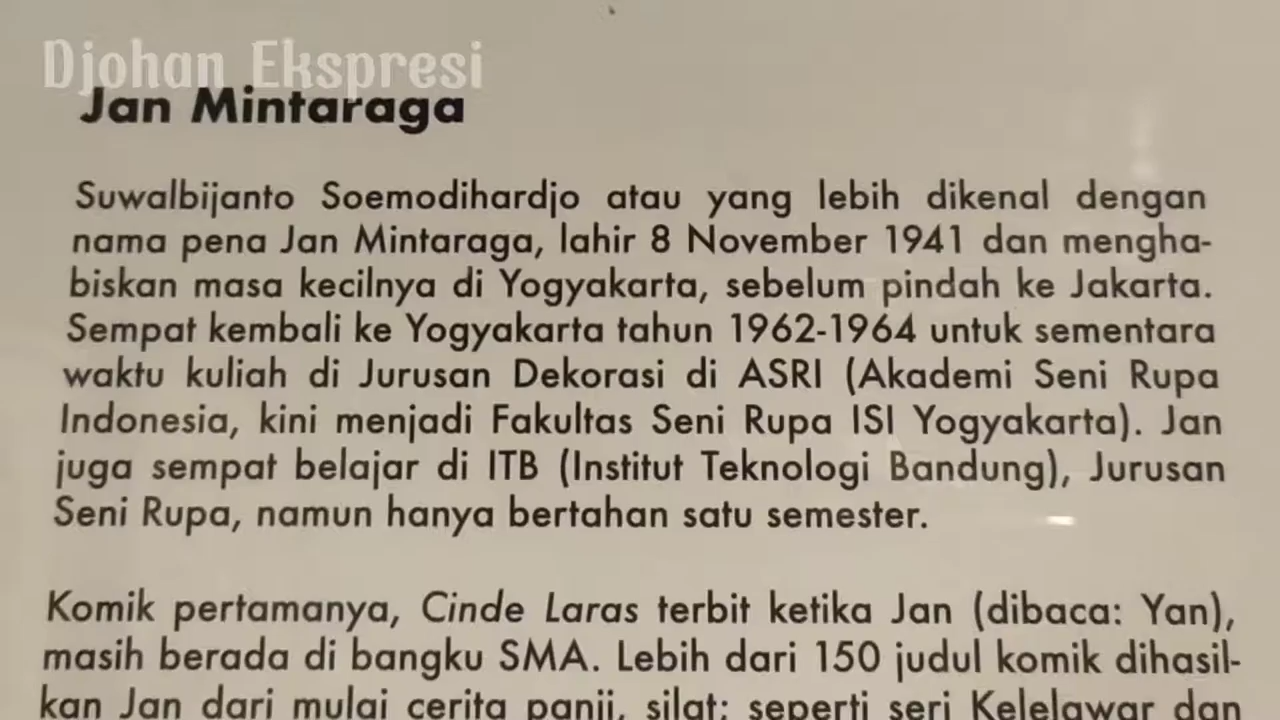 Djohan Ekspresi
Jan Mintaraga
Suwalbijanto Soemodihardjo atau yang lebih dikenal dengan
nama pena Jan Mintaraga, lahir 8 November 1941 dan mengha-
biskan masa kecilnya di Yogyakarta, sebelum pindah ke Jakarta.
Sempat kembali ke Yogyakarta tahun 1962-1964 untuk sementara
waktu kuliah di Jurusan Dekorasi di ASRI (Akademi Seni Rupa
Indonesia, kini menjadi Fakultas Seni Rupa ISI Yogyakarta). Jan
juga sempat belajar di ITB (Institut Teknologi Bandung), Jurusan
Seni Rupa, namun hanya bertahan satu semester.
Komik pertamanya, Cinde Laras terbit ketika Jan (dibaca: Yan),
masih berada di bangku SMA. Lebih dari 150 judul komik dihasil-
kan Jan dari mulai cerita panji, silat; seperti seri Kelelawar dan